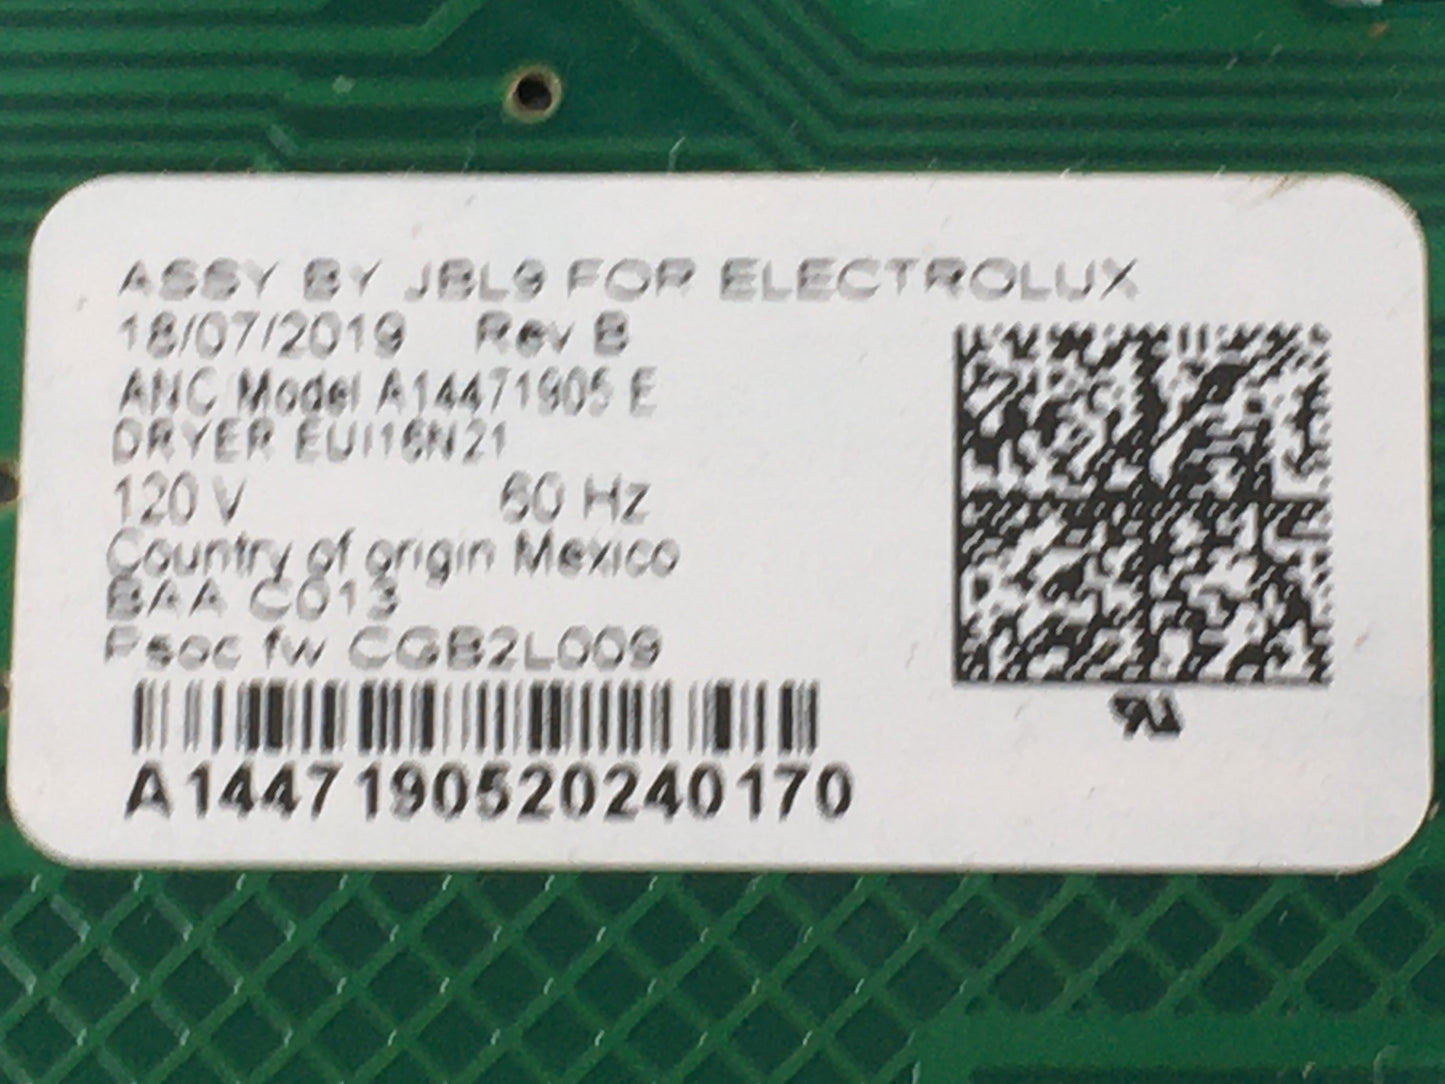 ASSY BY JBL9 FOR ELECTROLUX
18/07/2019 Rev B
ANC Model A14471905 E
DRYER EUI16N21
120 V 60 Hz
Country of origin Mexico
BAA C013
Psoc fw CGB2L009
A1447190520240170